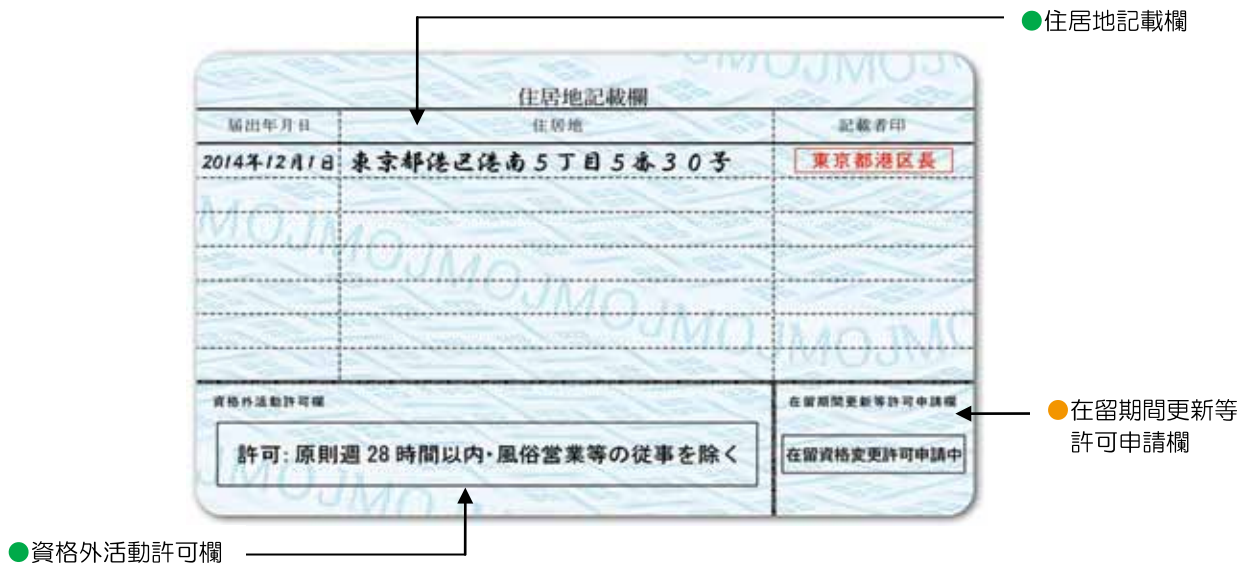 ●住居地記載欄
住居地記載欄
届出年月日 住居地 記載者印
2014年12月1日 東京都港区港南5丁目5番30号 東京都港区長
MOJMOJMOJMOJMOJMOJMO
資格外活動許可欄 在留期間更新等許可申請欄
●在留期間更新等
許可申請欄
許可:原則週28時間以内・風俗営業等の従事を除く 在留資格変更許可申請中
●資格外活動許可欄